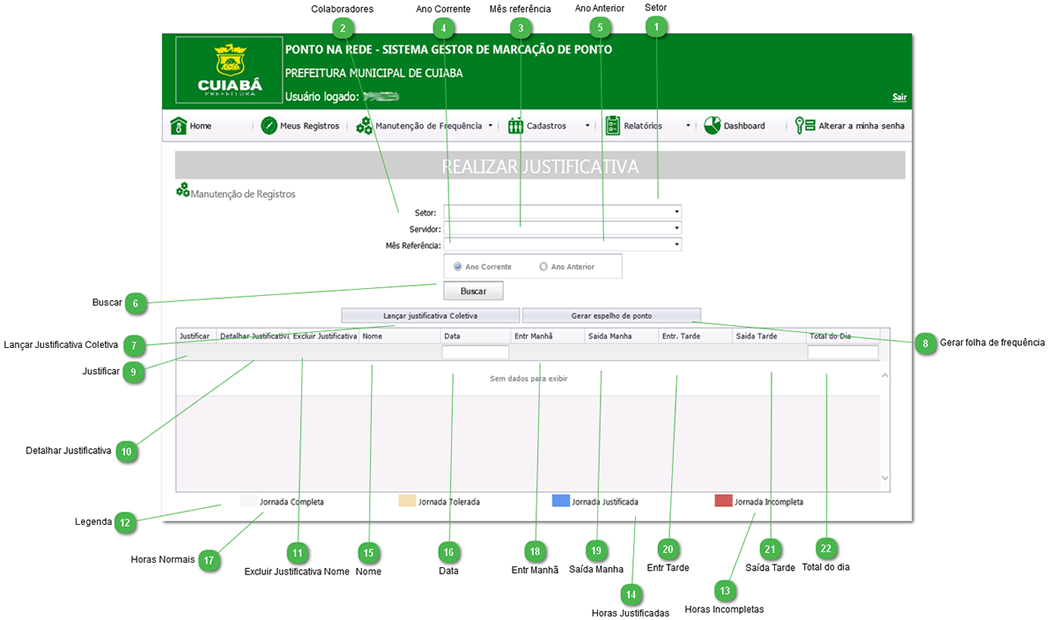 Colaboradores Ano Corrente Mês referência Ano Anterior Setor
2 4 3 5 1
PONTO NA REDE - SISTEMA GESTOR DE MARCAÇÃO DE PONTO
PREFEITURA MUNICIPAL DE CUIABA
CUIABÁ
PREFEITURA
Usuário logado:
Sair
Home Meus Registros Manutenção de Frequência Cadastros Relatórios Dashboard Alterar a minha senha
REALIZAR JUSTIFICATIVA
Manutenção de Registros
Setor:
Servidor:
Mês Referência:
Ano Corrente Ano Anterior
Buscar
Buscar 6
Lançar justificativa Coletiva Gerar espelho de ponto
Lançar Justificativa Coletiva 7
8 Gerar folha de frequência
Justificar Detalhar Justificativa Excluir Justificativa Nome Data Entr Manhã Saida Manha Entr. Tarde Saida Tarde Total do Dia
Justificar 9
Sem dados para exibir
Detalhar Justificativa 10
Jornada Completa Jornada Tolerada Jornada Justificada Jornada Incompleta
Legenda 12
Horas Normais 17
11 15 16 18 19 20 21 22
Excluir Justificativa Nome Nome Data Entr Manhã Saída Manha Entr Tarde Saída Tarde Total do dia
14 13
Horas Justificadas Horas Incompletas